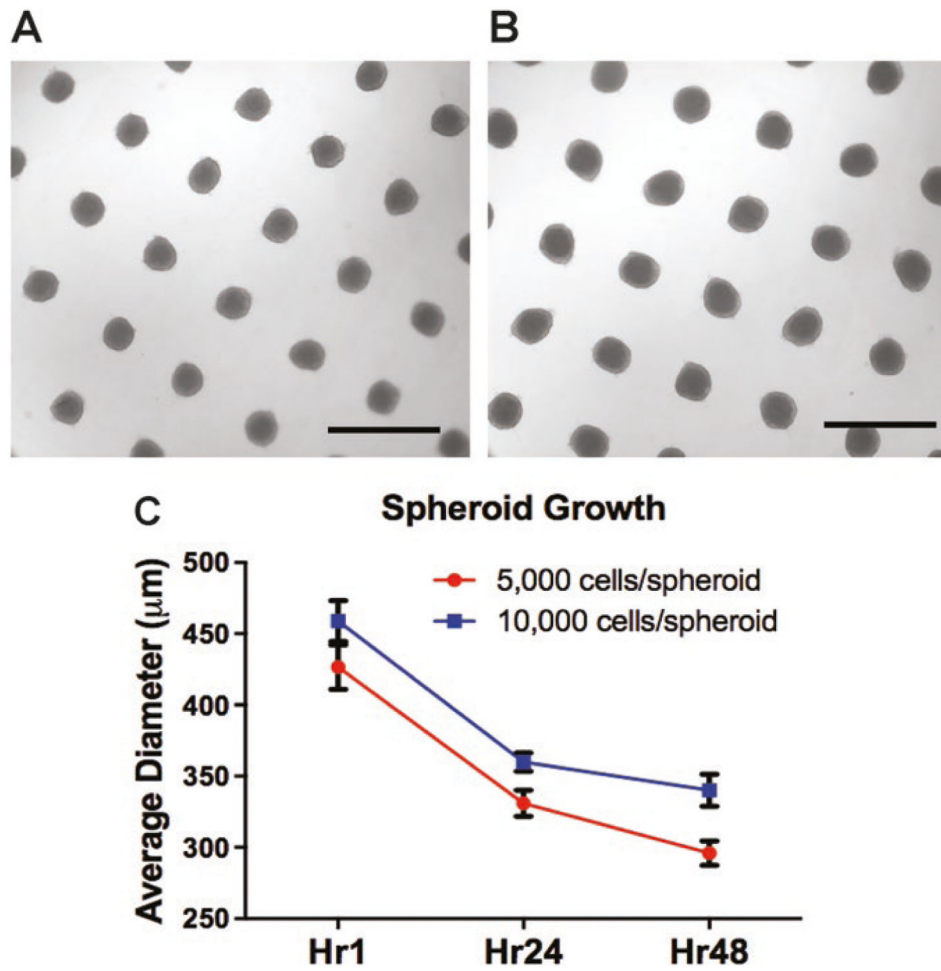 A
B
C
Spheroid Growth
5,000 cells/spheroid
10,000 cells/spheroid
Average Diameter (μm)
500
450
400
350
300
250
Hr1 Hr24 Hr48